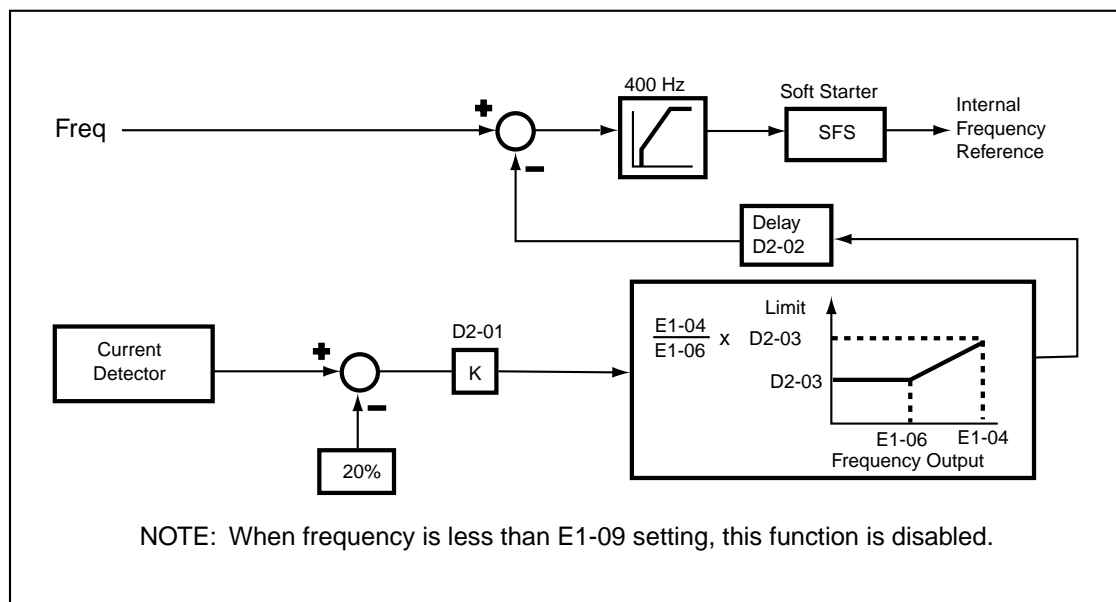 400 Hz
Soft Starter
Freq
+
−
SFS
Internal
Frequency
Reference
Delay
D2-02
Current
Detector
+
−
20%
D2-01
K
Limit
E1-04
E1-06
x D2-03
D2-03
E1-06 E1-04
Frequency Output
NOTE: When frequency is less than E1-09 setting, this function is disabled.